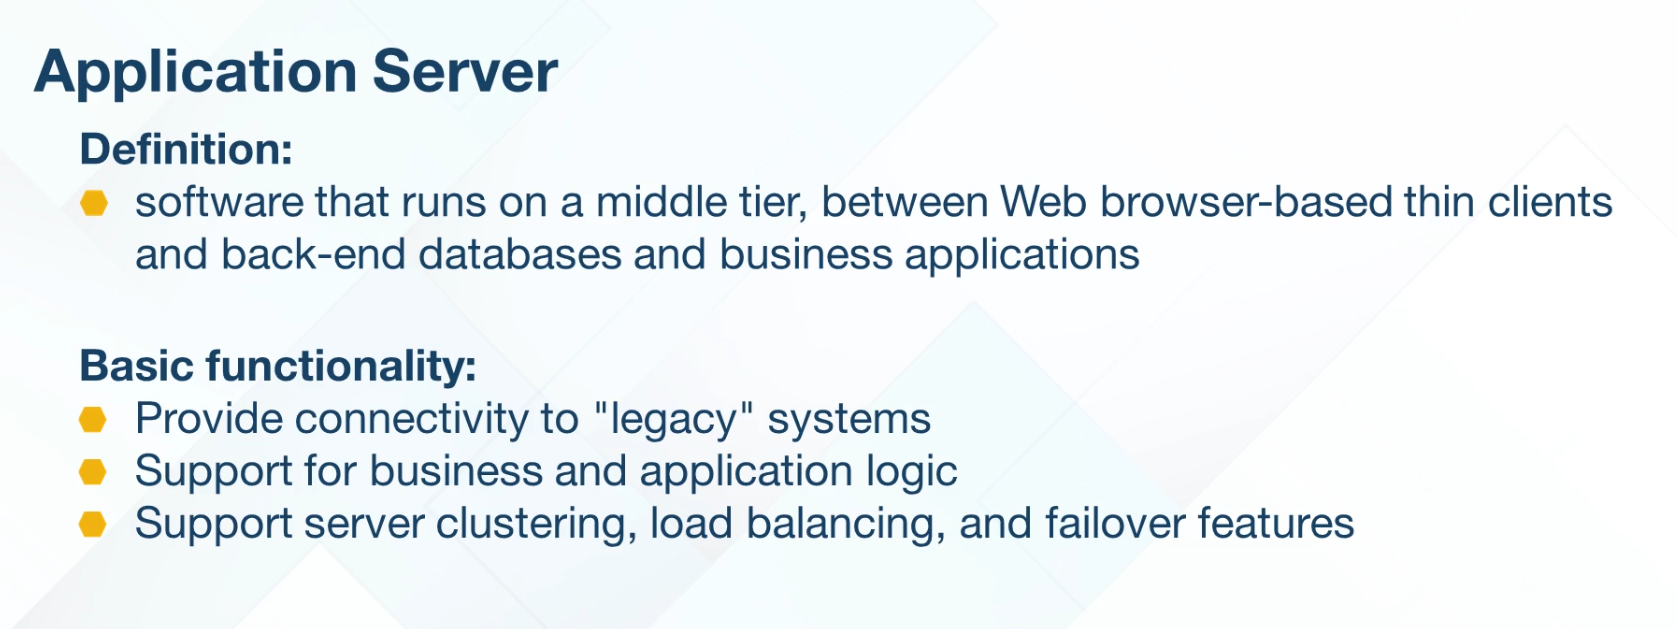 Application Server
Definition:
software that runs on a middle tier, between Web browser-based thin clients
and back-end databases and business applications
Basic functionality:
Provide connectivity to "legacy" systems
Support for business and application logic
Support server clustering, load balancing, and failover features